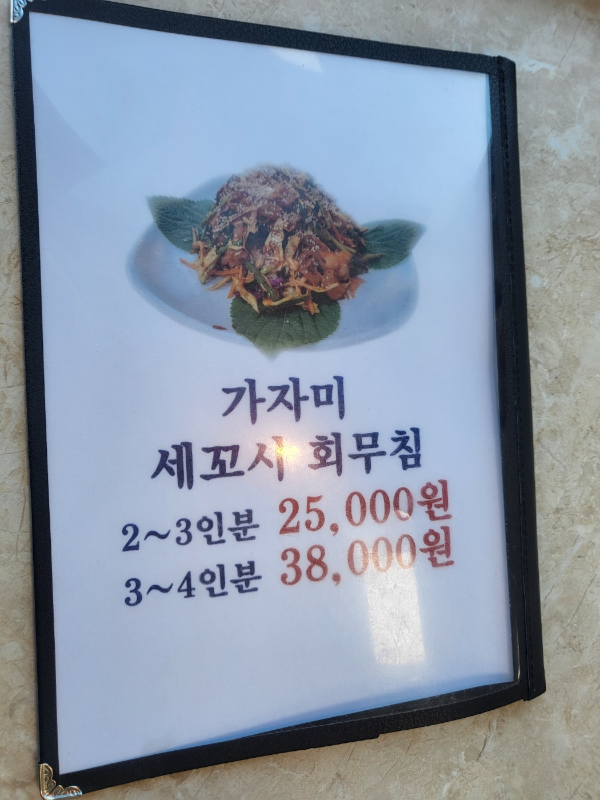 가자미
세꼬시 회무침
2~3인분 25,000원
3~4인분 38,000원